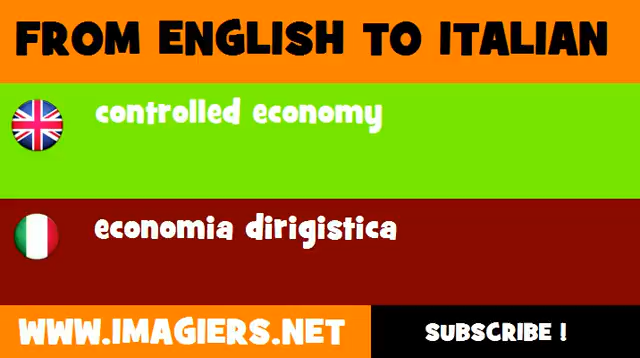 FROM ENGLISH TO ITALIAN
controlled economy
economia dirigistica
WWW.IMAGIERS.NET
SUBSCRIBE !